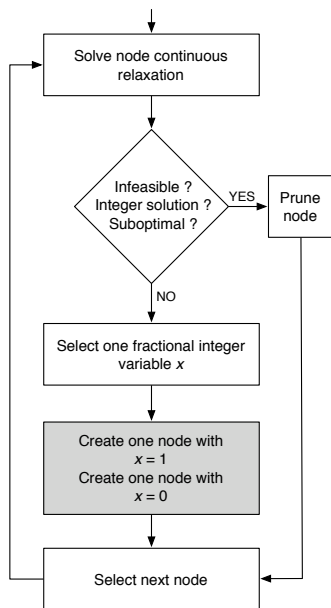 Solve node continuous
relaxation
Infeasible ?
Integer solution ?
Suboptimal ?
YES
Prune
node
NO
Select one fractional integer
variable x
Create one node with
x = 1
Create one node with
x = 0
Select next node